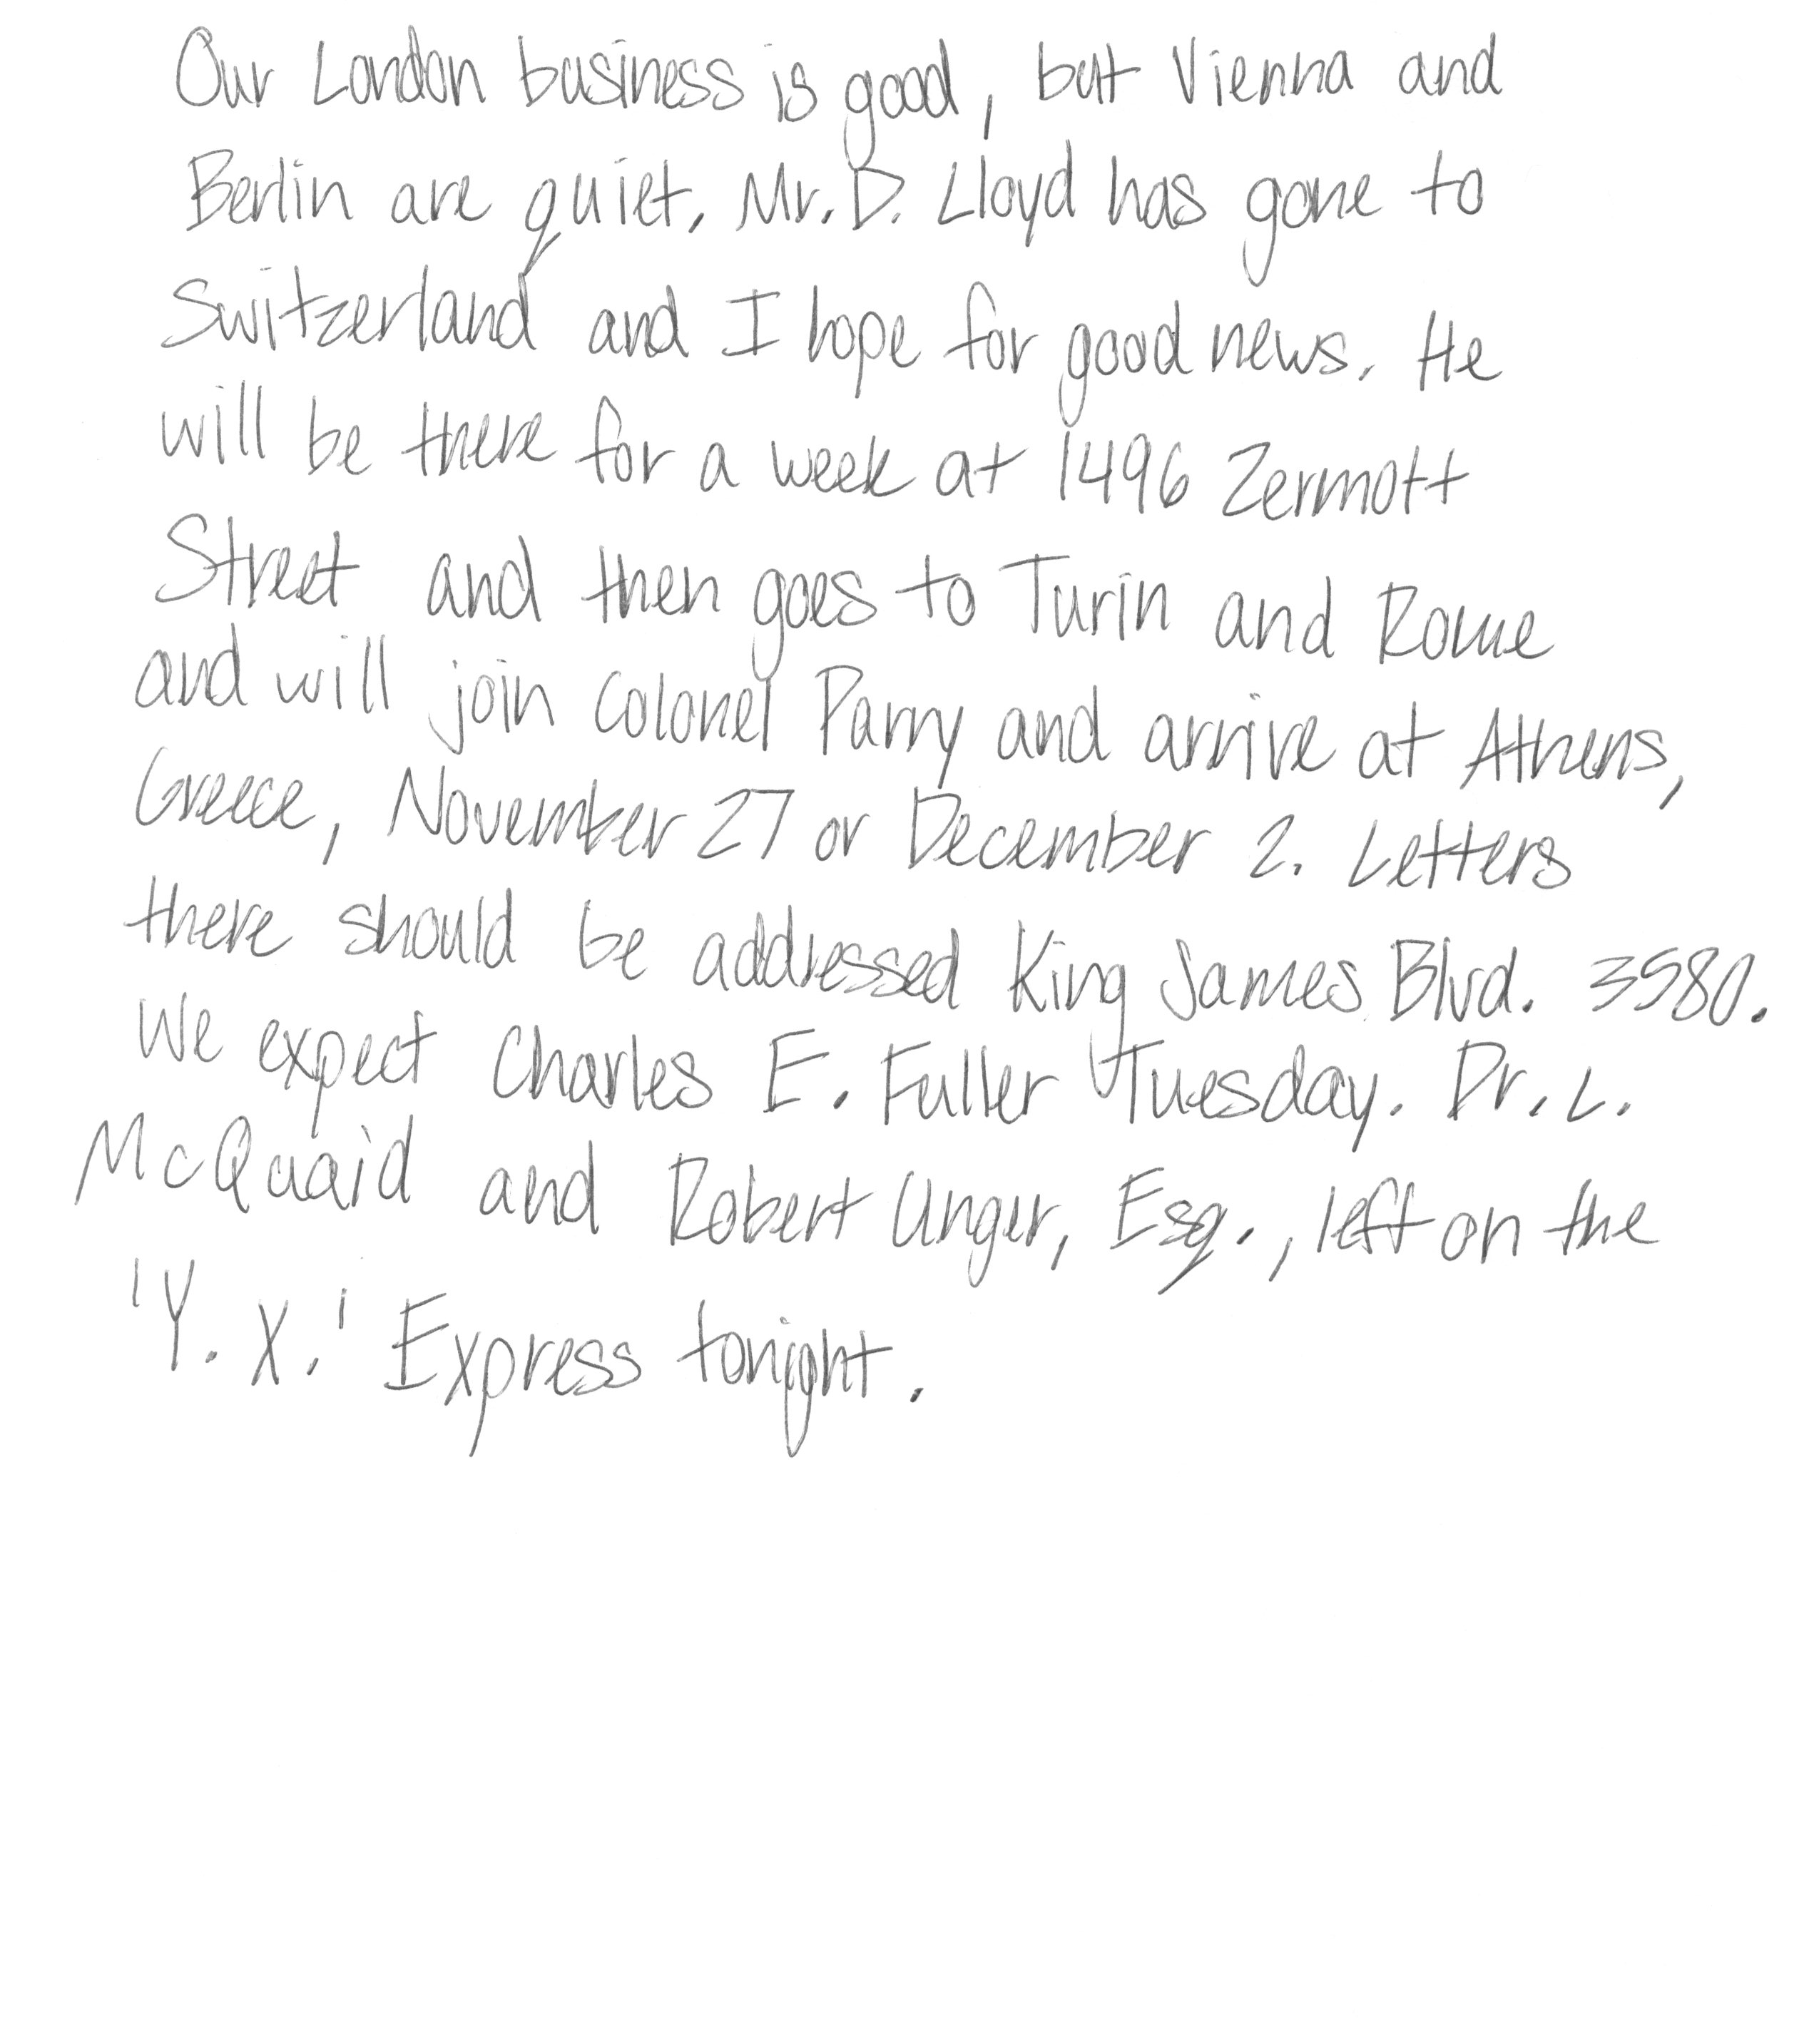 Our London business is good, but Vienna and
Berlin are quiet. Mr. D. Lloyd has gone to
Switzerland and I hope for good news. He
will be there for a week at 1496 Zermott
Street and then goes to Turin and Rome
and will join Colonel Parry and arrive at Athens,
Greece, November 27 or December 2. Letters
there should be addressed King James Blvd. 3580.
We expect Charles E. Fuller Tuesday. Dr. L.
McQuaid and Robert Unger, Esq., left on the
'Y. X.' Express tonight.